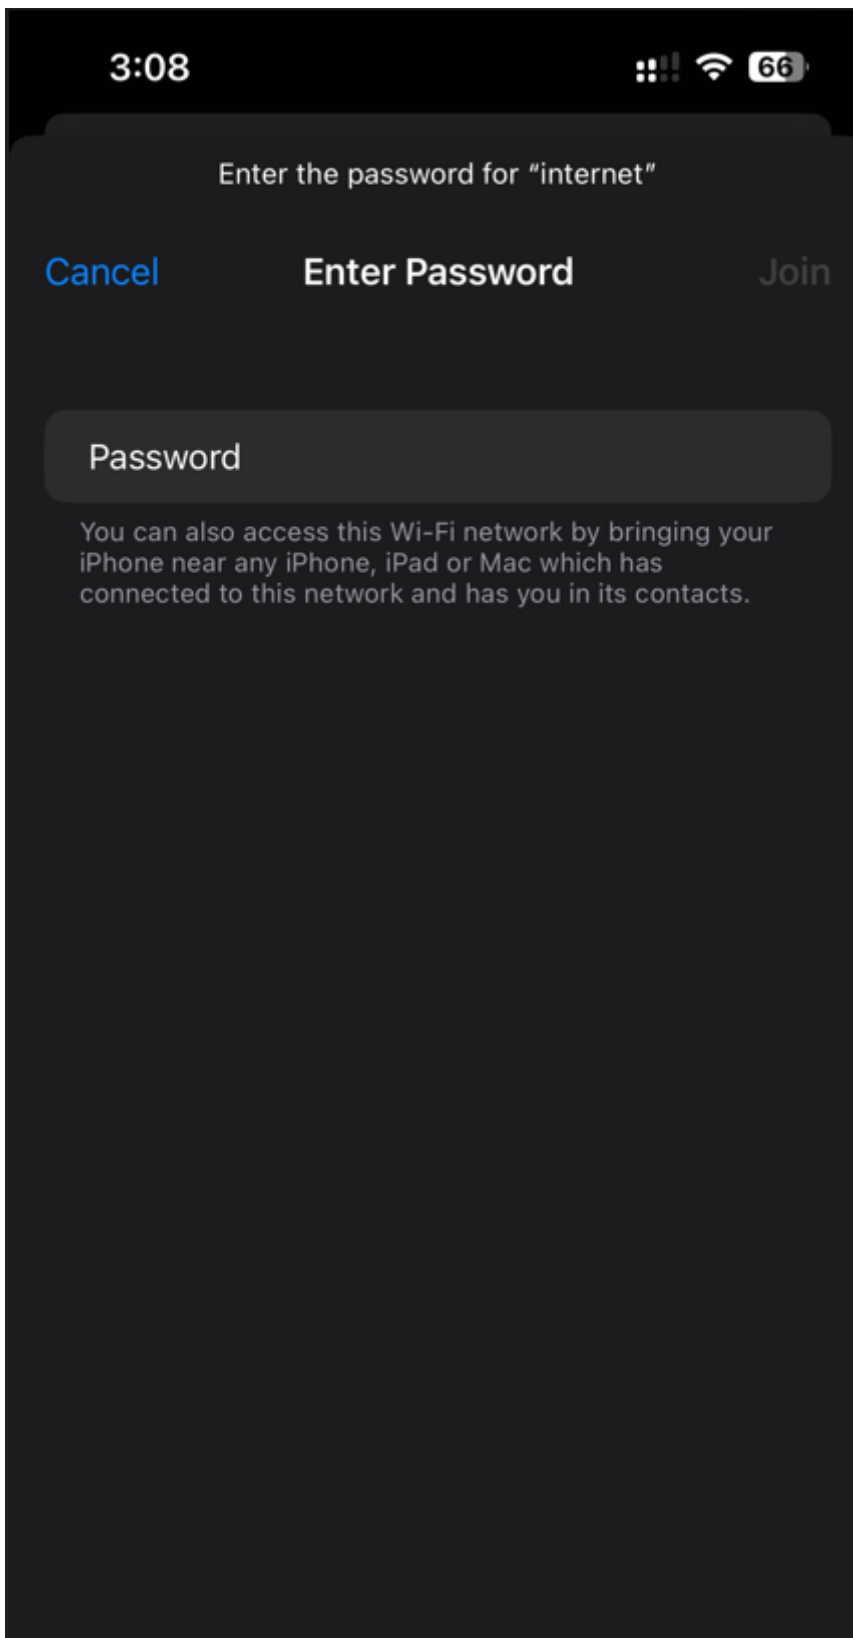 3:08
66
Enter the password for “internet”
Cancel
Enter Password
Join
Password
You can also access this Wi-Fi network by bringing your
iPhone near any iPhone, iPad or Mac which has
connected to this network and has you in its contacts.